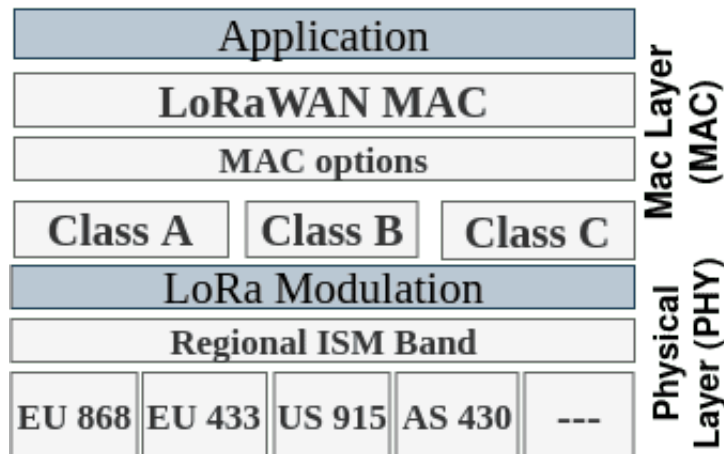 Application
LoRaWAN MAC
MAC options
Class A
Class B
Class C
Mac Layer
(MAC)
LoRa Modulation
Regional ISM Band
EU 868
EU 433
US 915
AS 430
---
Physical
Layer (PHY)